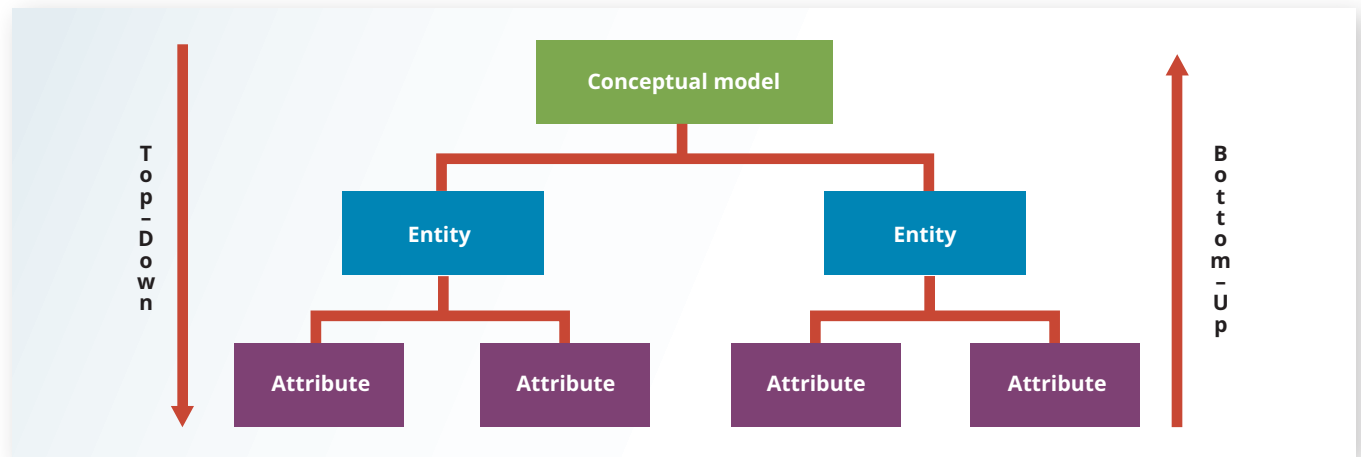 Conceptual model
Top–Down
Bottom–Up
Entity
Entity
Attribute
Attribute
Attribute
Attribute